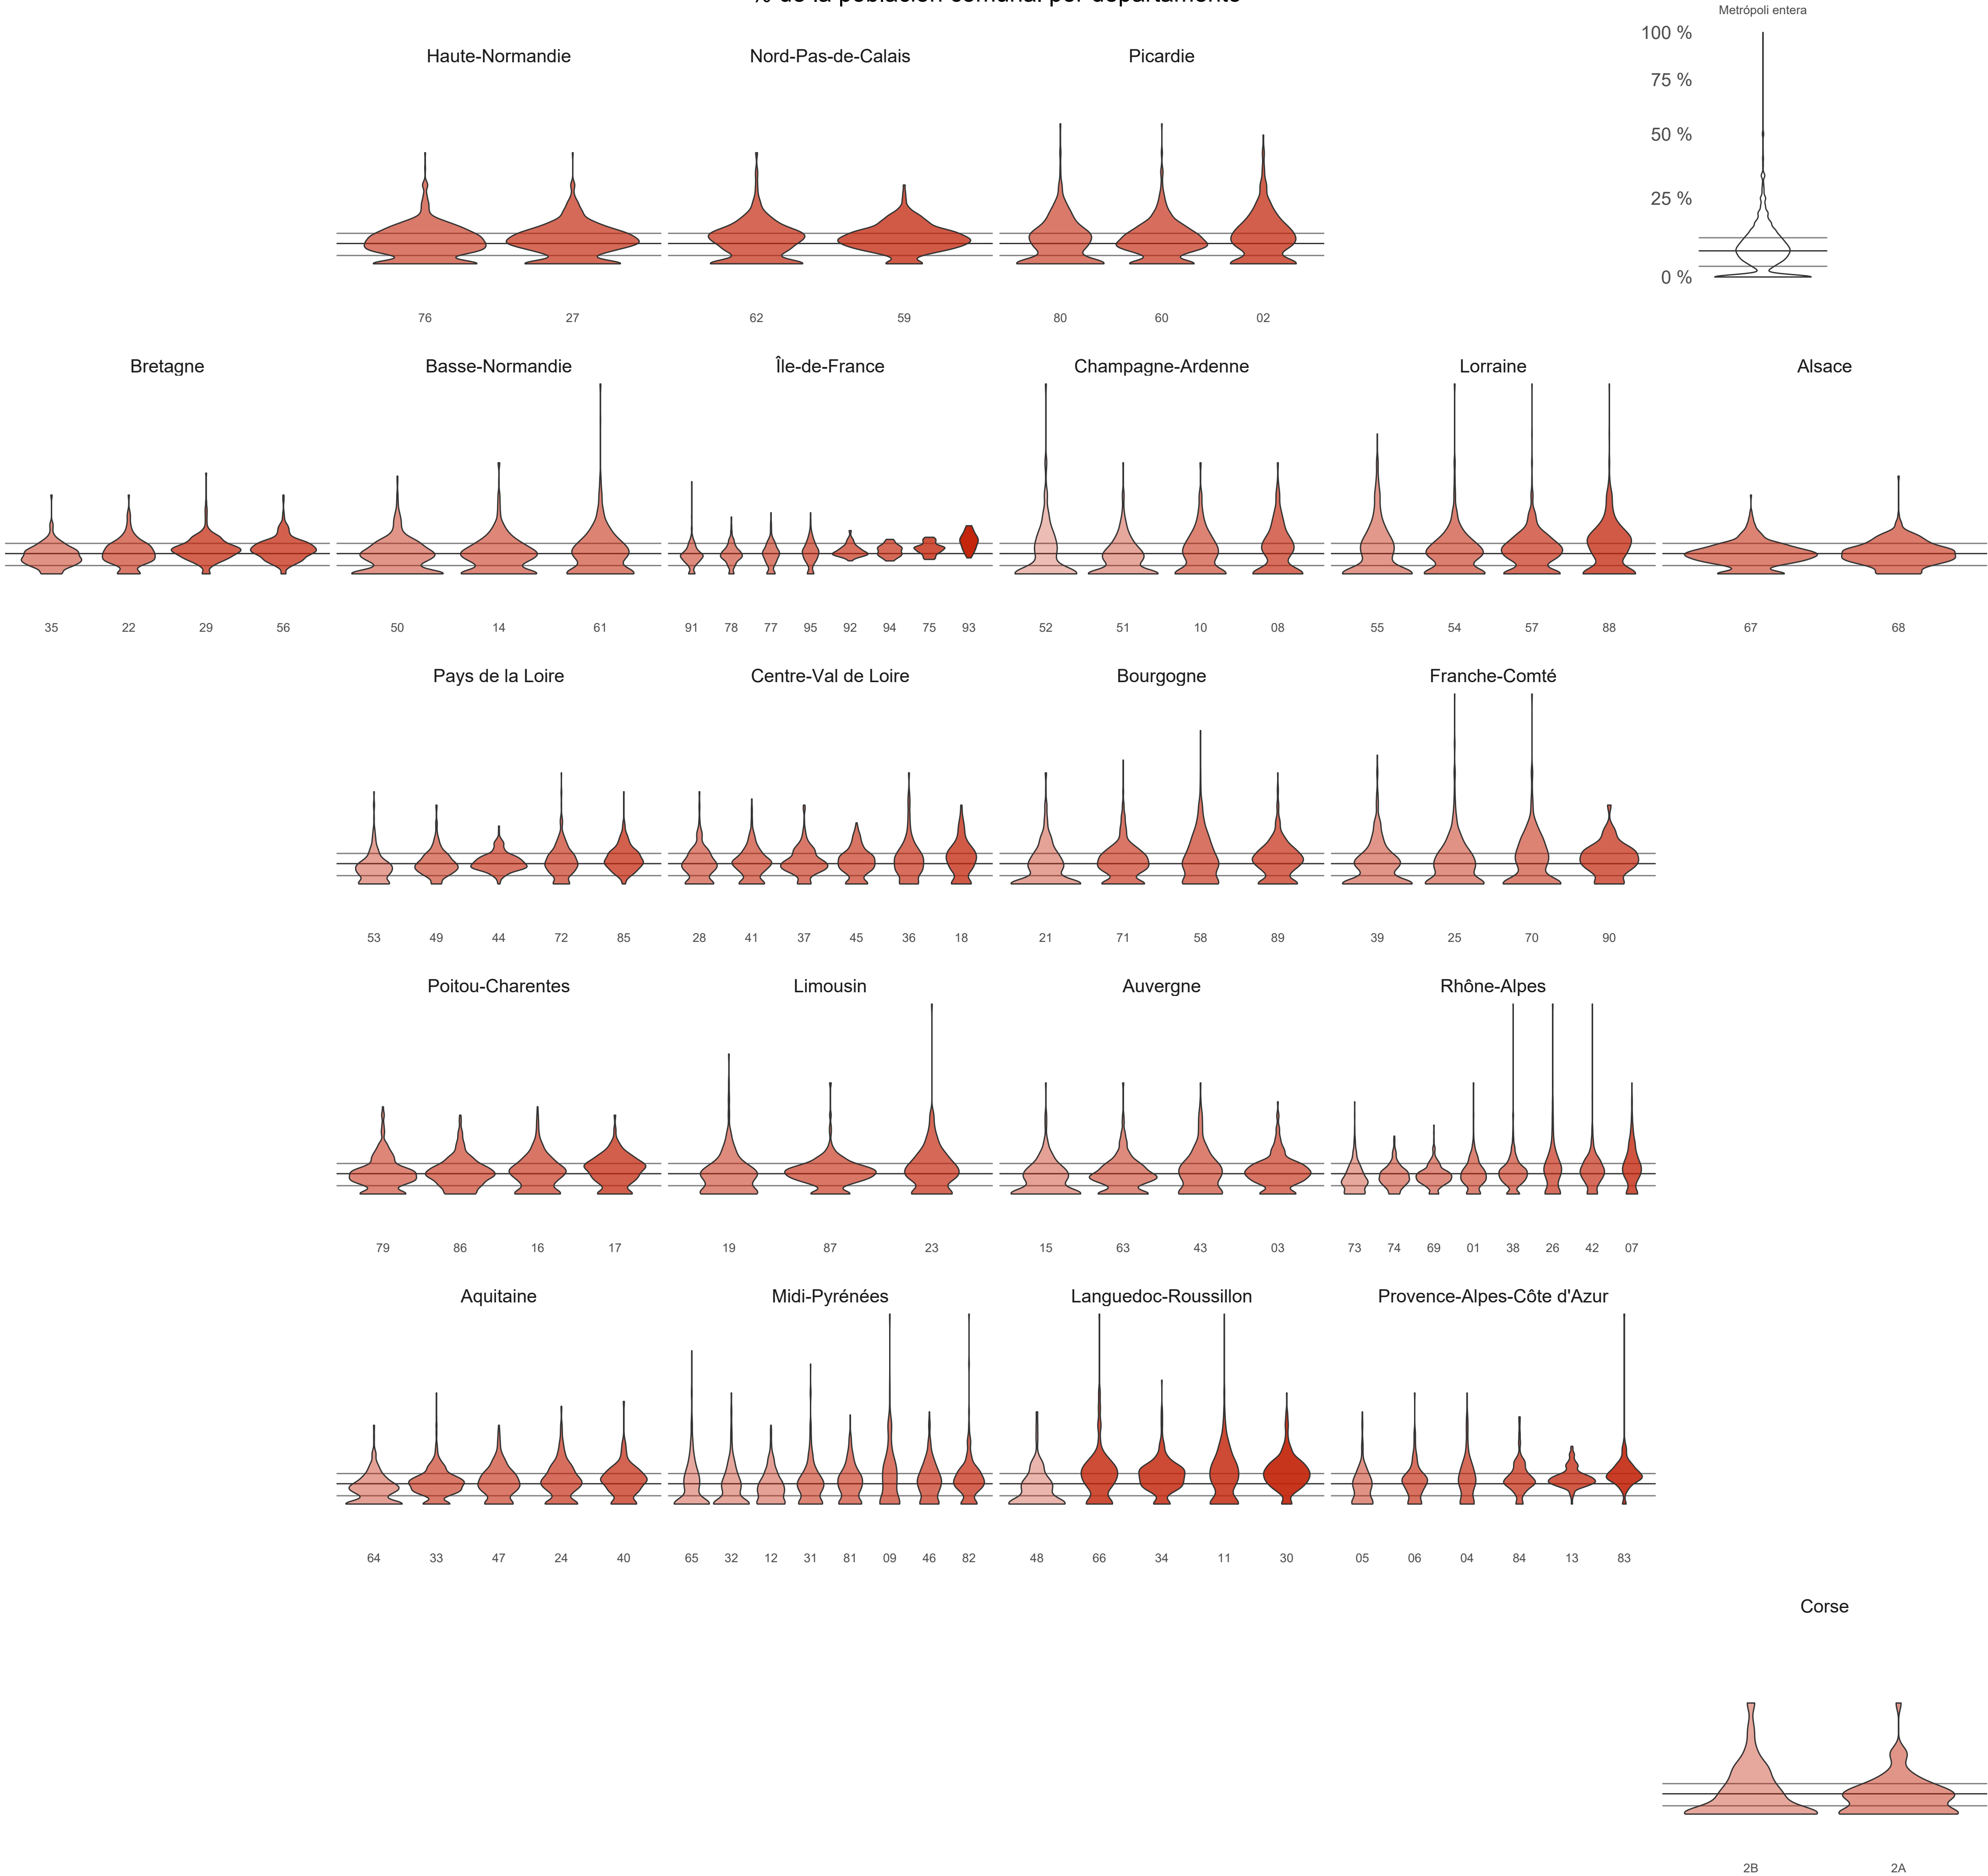 % de la población comunal por departamento
Metrópoli entera
100 %
75 %
50 %
25 %
0 %
Haute-Normandie Nord-Pas-de-Calais Picardie
76 27 62 59 80 60 02
Bretagne Basse-Normandie Île-de-France Champagne-Ardenne Lorraine Alsace
35 22 29 56 50 14 61 91 78 77 95 92 94 75 93 52 51 10 08 55 54 57 88 67 68
Pays de la Loire Centre-Val de Loire Bourgogne Franche-Comté
53 49 44 72 85 28 41 37 45 36 18 21 71 58 89 39 25 70 90
Poitou-Charentes Limousin Auvergne Rhône-Alpes
79 86 16 17 19 87 23 15 63 43 03 73 74 69 01 38 26 42 07
Aquitaine Midi-Pyrénées Languedoc-Roussillon Provence-Alpes-Côte d'Azur
64 33 47 24 40 65 32 12 31 81 09 46 82 48 66 34 11 30 05 06 04 84 13 83
Corse
2B 2A